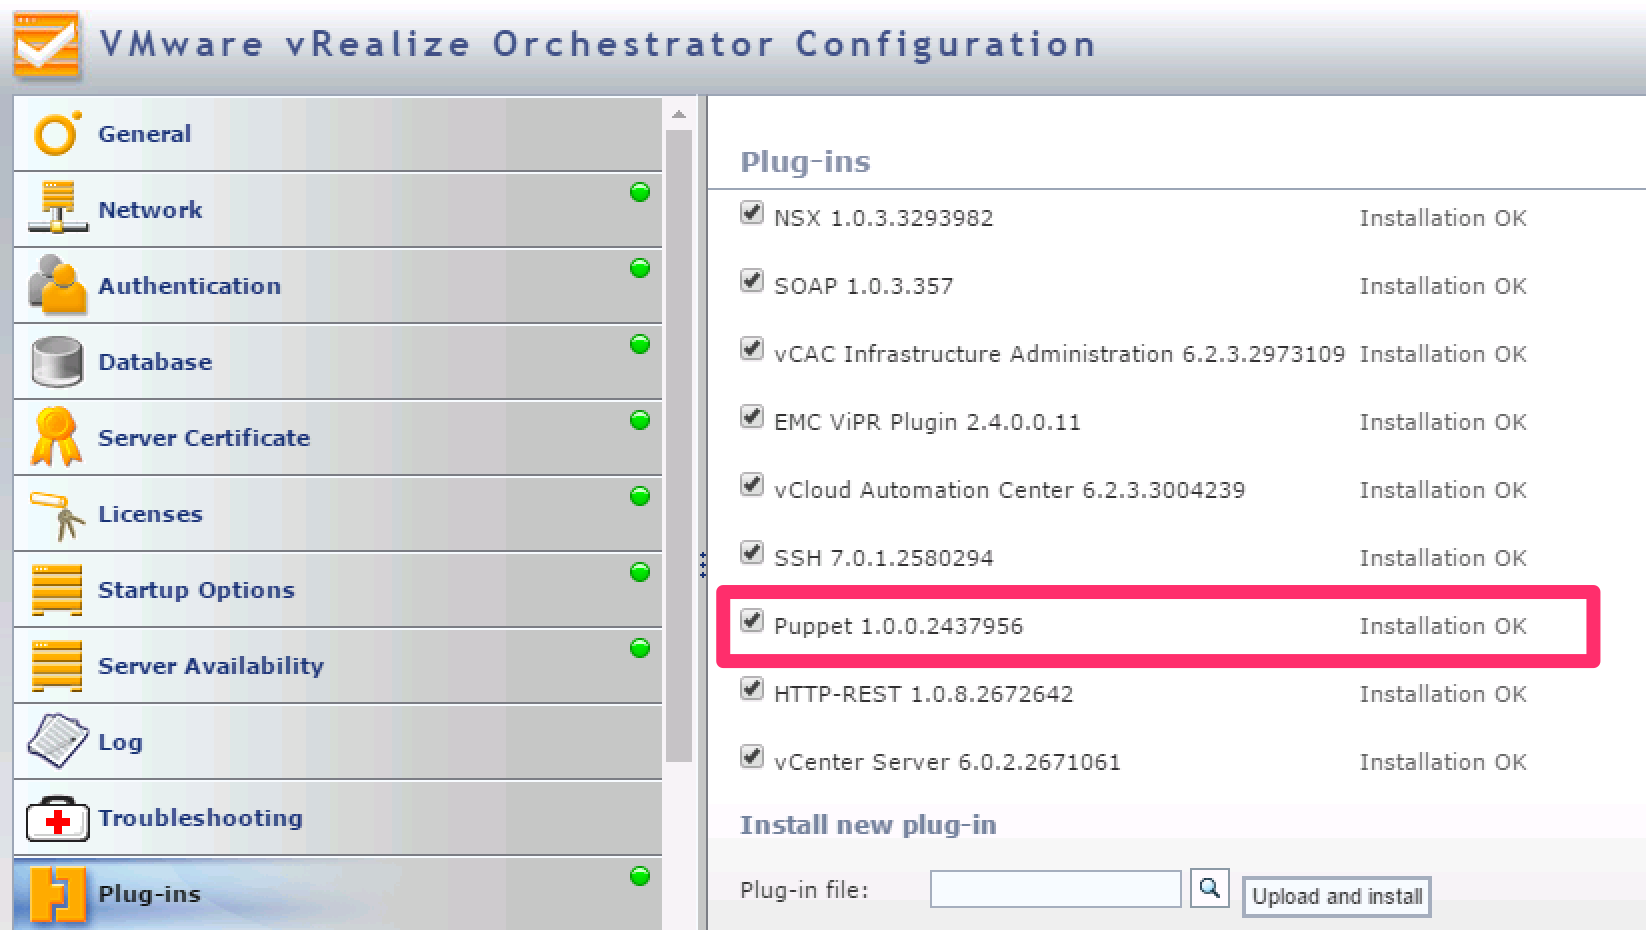 VMware vRealize Orchestrator Configuration
General
Network
Authentication
Database
Server Certificate
Licenses
Startup Options
Server Availability
Log
Troubleshooting
Plug-ins
Plug-ins
NSX 1.0.3.3293982 Installation OK
SOAP 1.0.3.357 Installation OK
vCAC Infrastructure Administration 6.2.3.2973109 Installation OK
EMC ViPR Plugin 2.4.0.0.11 Installation OK
vCloud Automation Center 6.2.3.3004239 Installation OK
SSH 7.0.1.2580294 Installation OK
Puppet 1.0.0.2437956 Installation OK
HTTP-REST 1.0.8.2672642 Installation OK
vCenter Server 6.0.2.2671061 Installation OK
Install new plug-in
Plug-in file: Upload and install